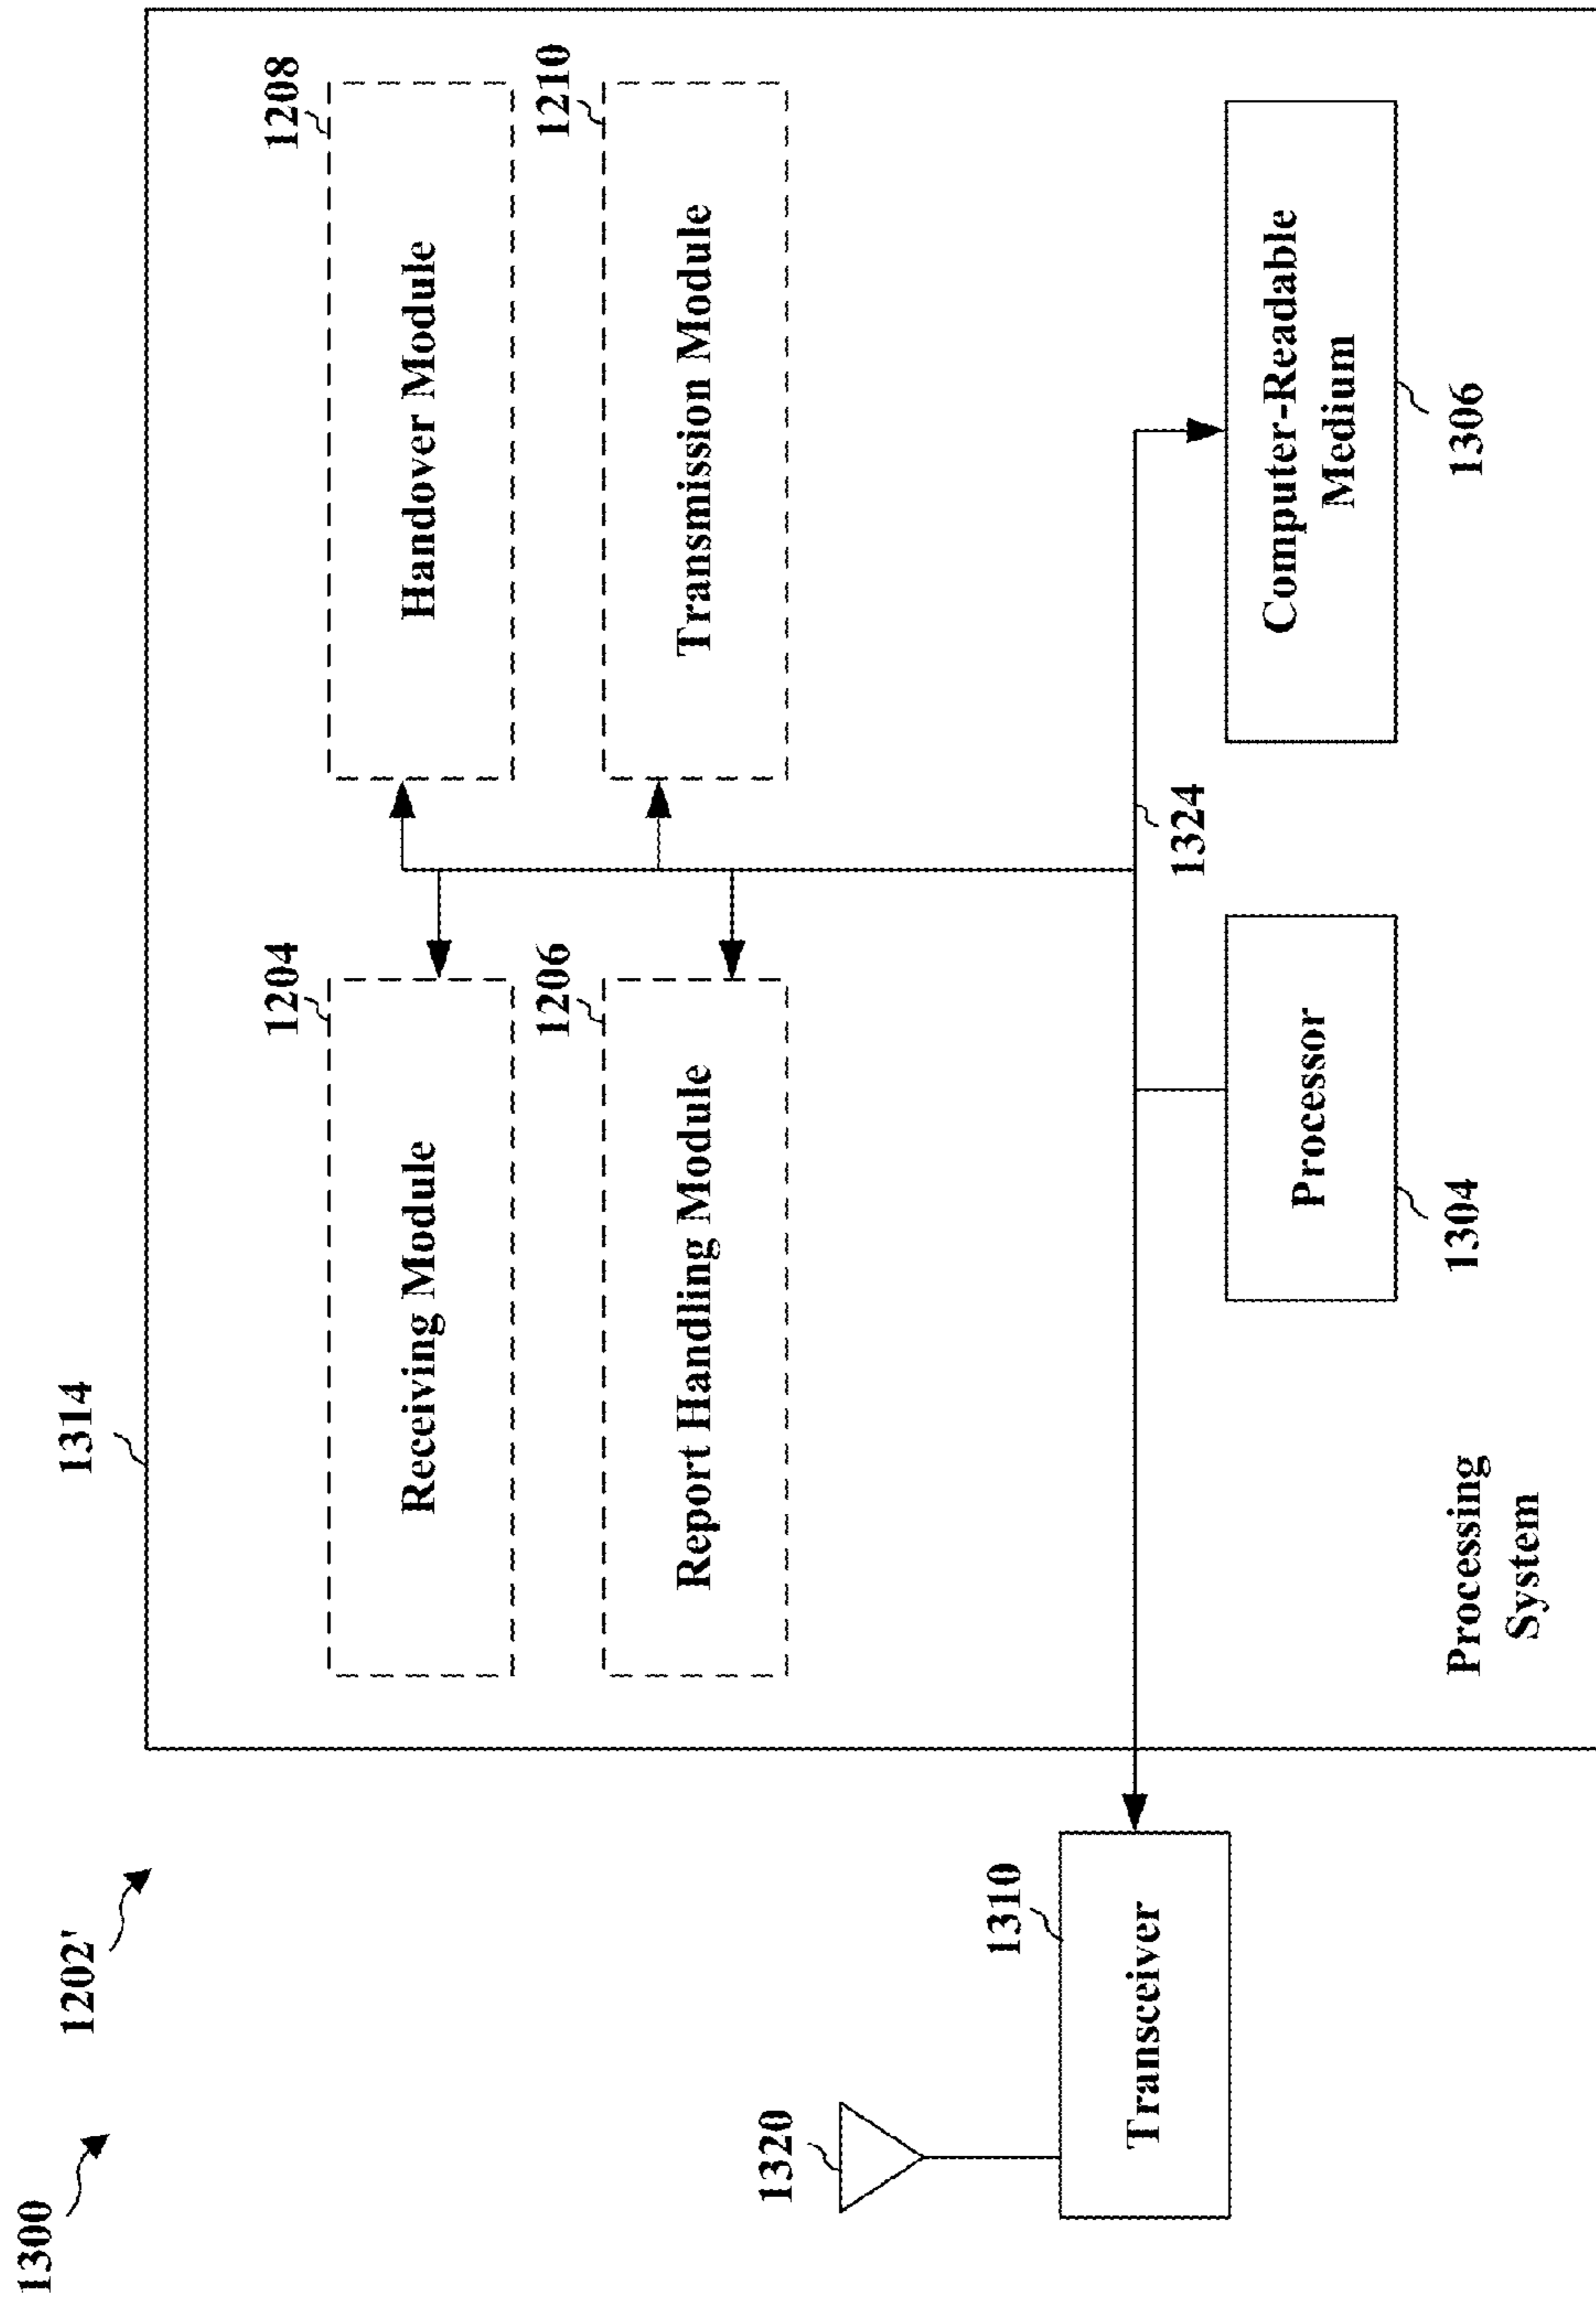 1300
1202'
1314
1204
Receiving Module
1208
Handover Module
1206
Report Handling Module
1210
Transmission Module
1320
1310
Transceiver
1324
Processor
1304
Computer-Readable
Medium
1306
Processing
System